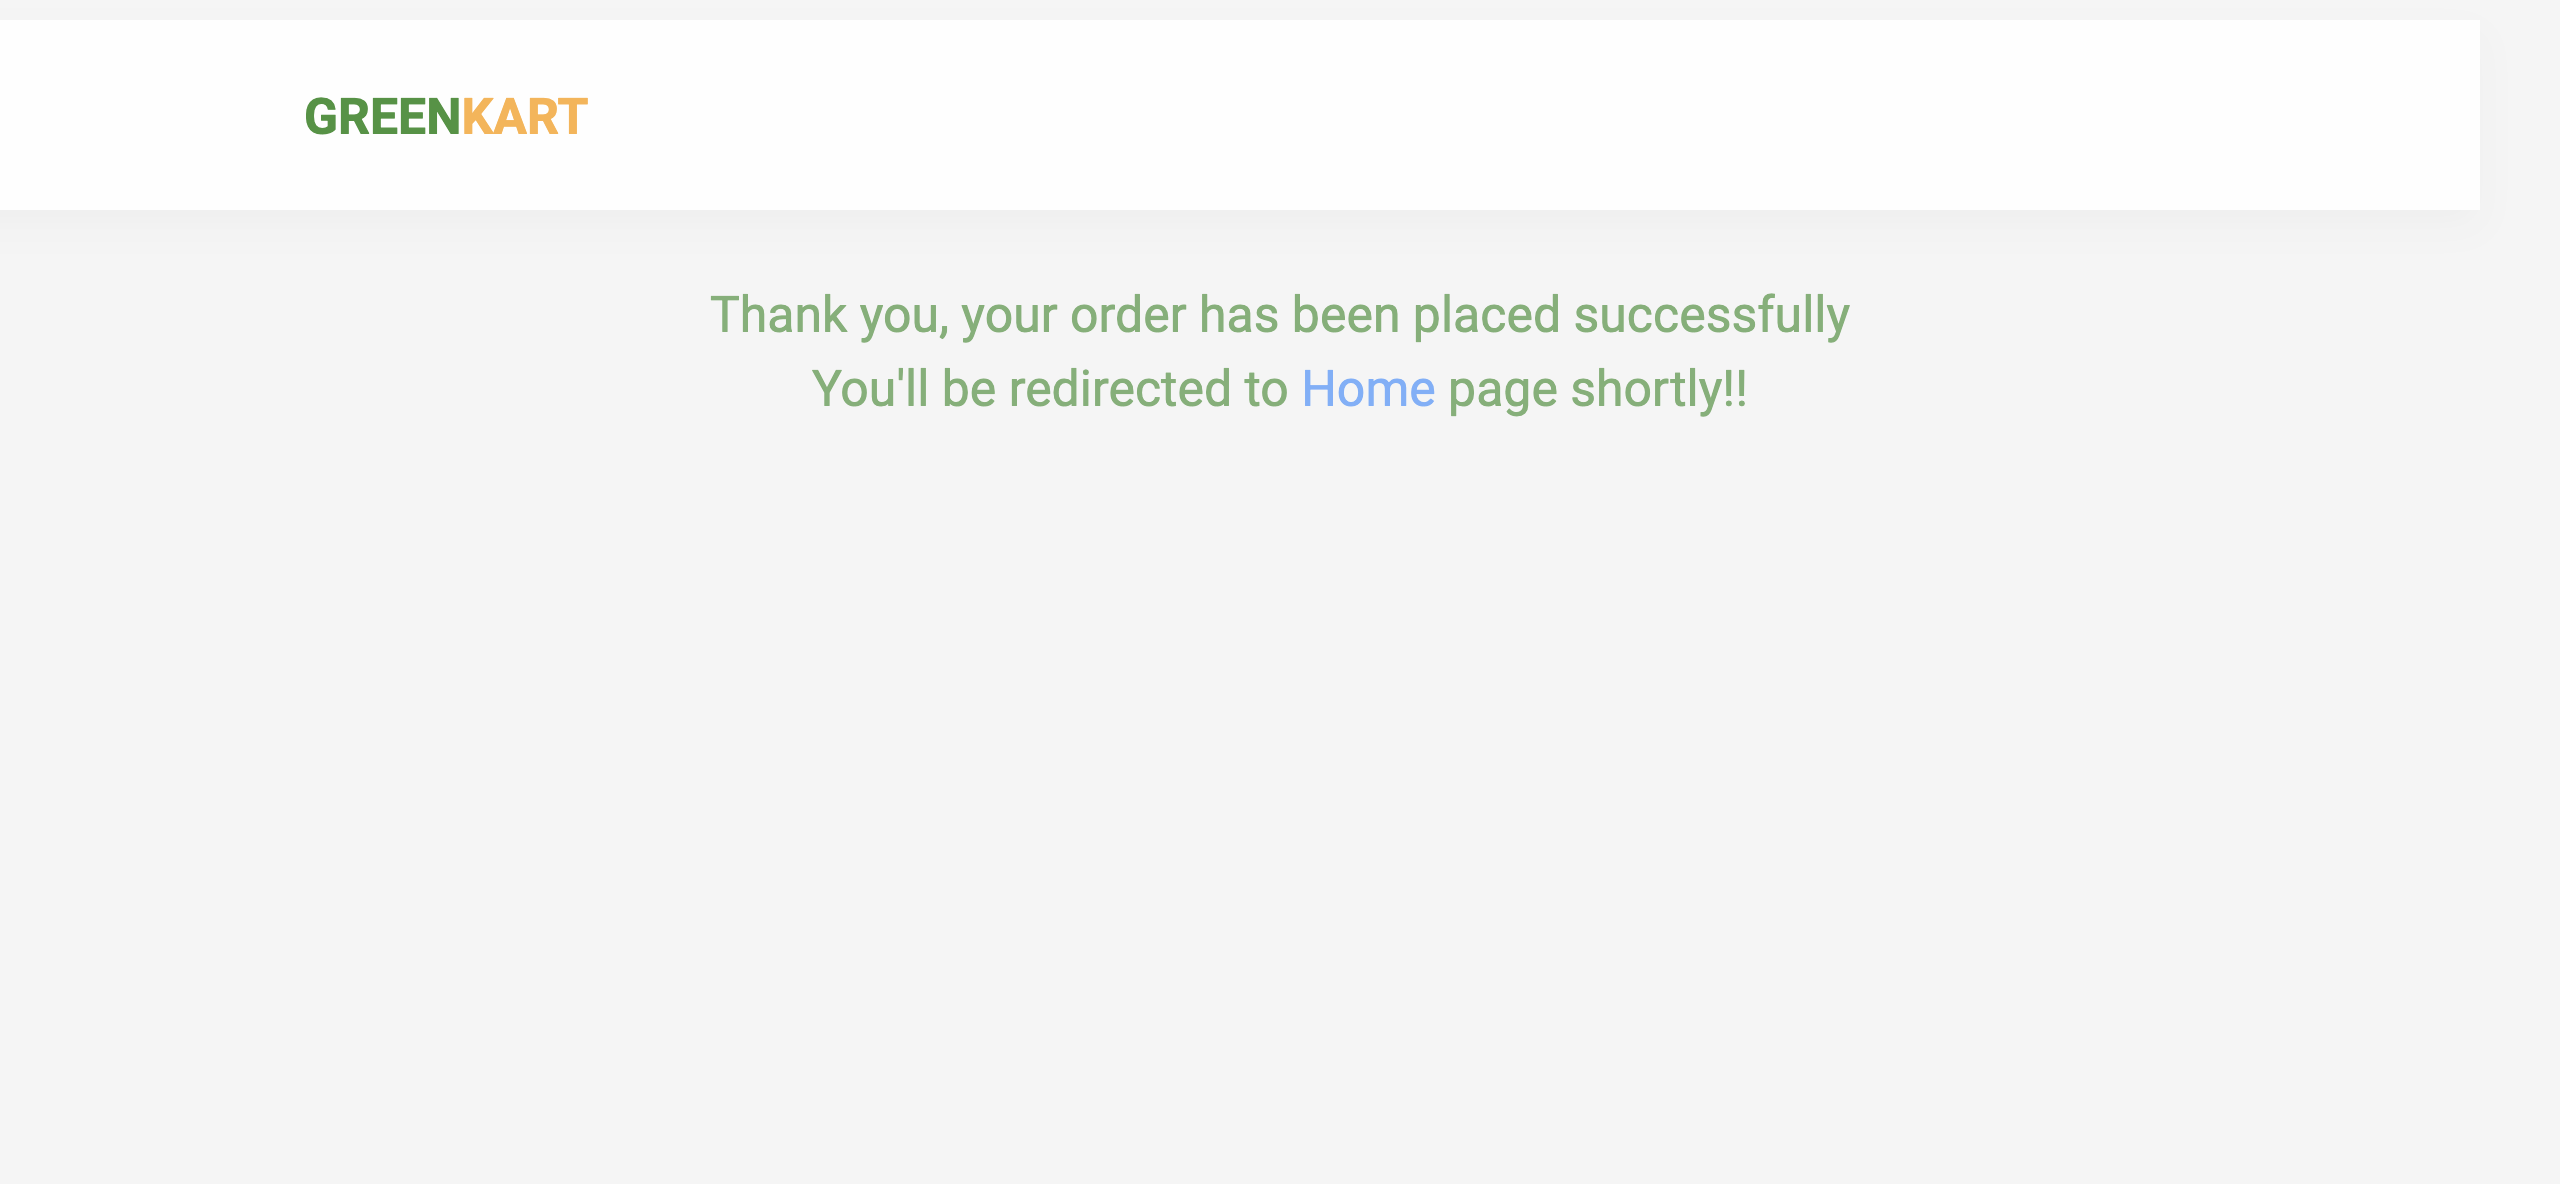 GREENKART
Thank you, your order has been placed successfully
You'll be redirected to Home page shortly!!